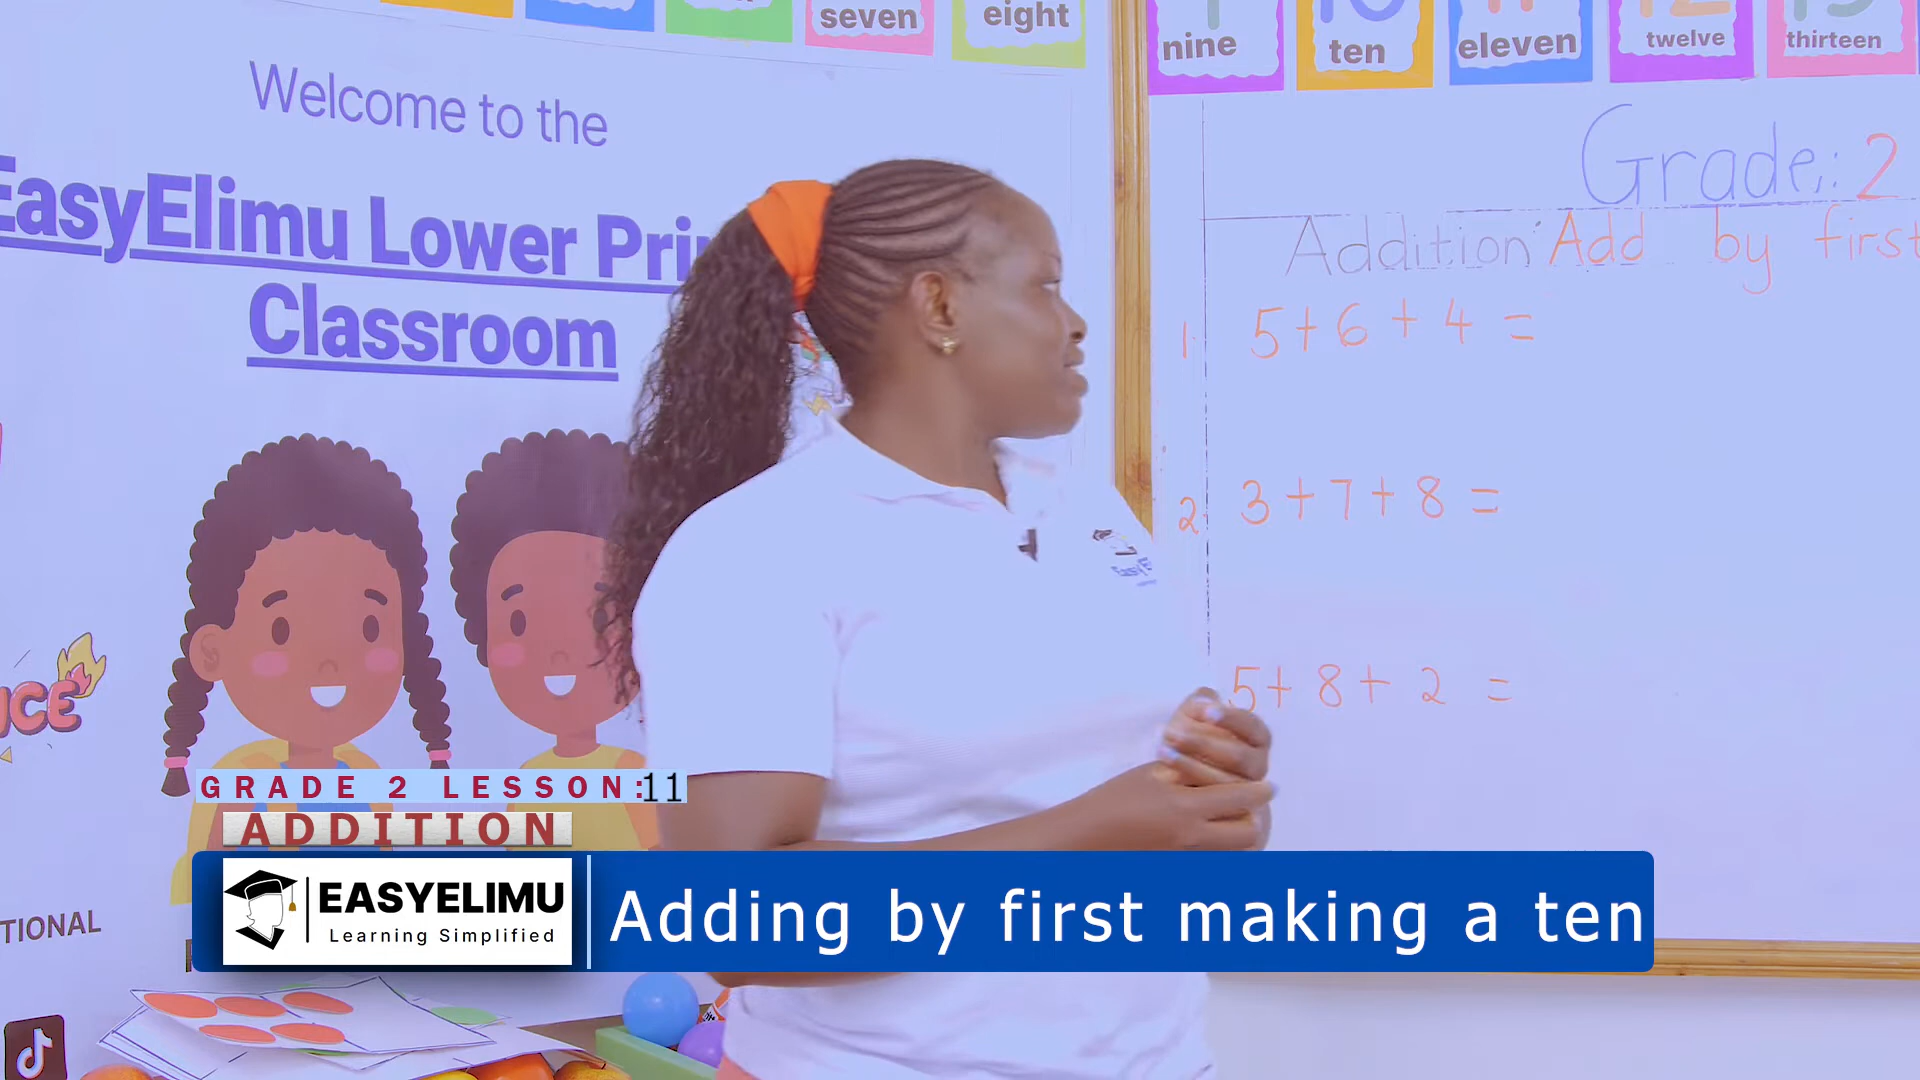 seven
eight
nine
ten
eleven
twelve
thirteen
Welcome to the
EasyElimu Lower Pri
Classroom
Grade: 2
Addition Add by first
1. 5 + 6 + 4 =
2. 3 + 7 + 8 =
5 + 8 + 2 =
GRADE 2 LESSON:11
ADDITION
EASYELIMU
Learning Simplified
Adding by first making a ten
TIONAL